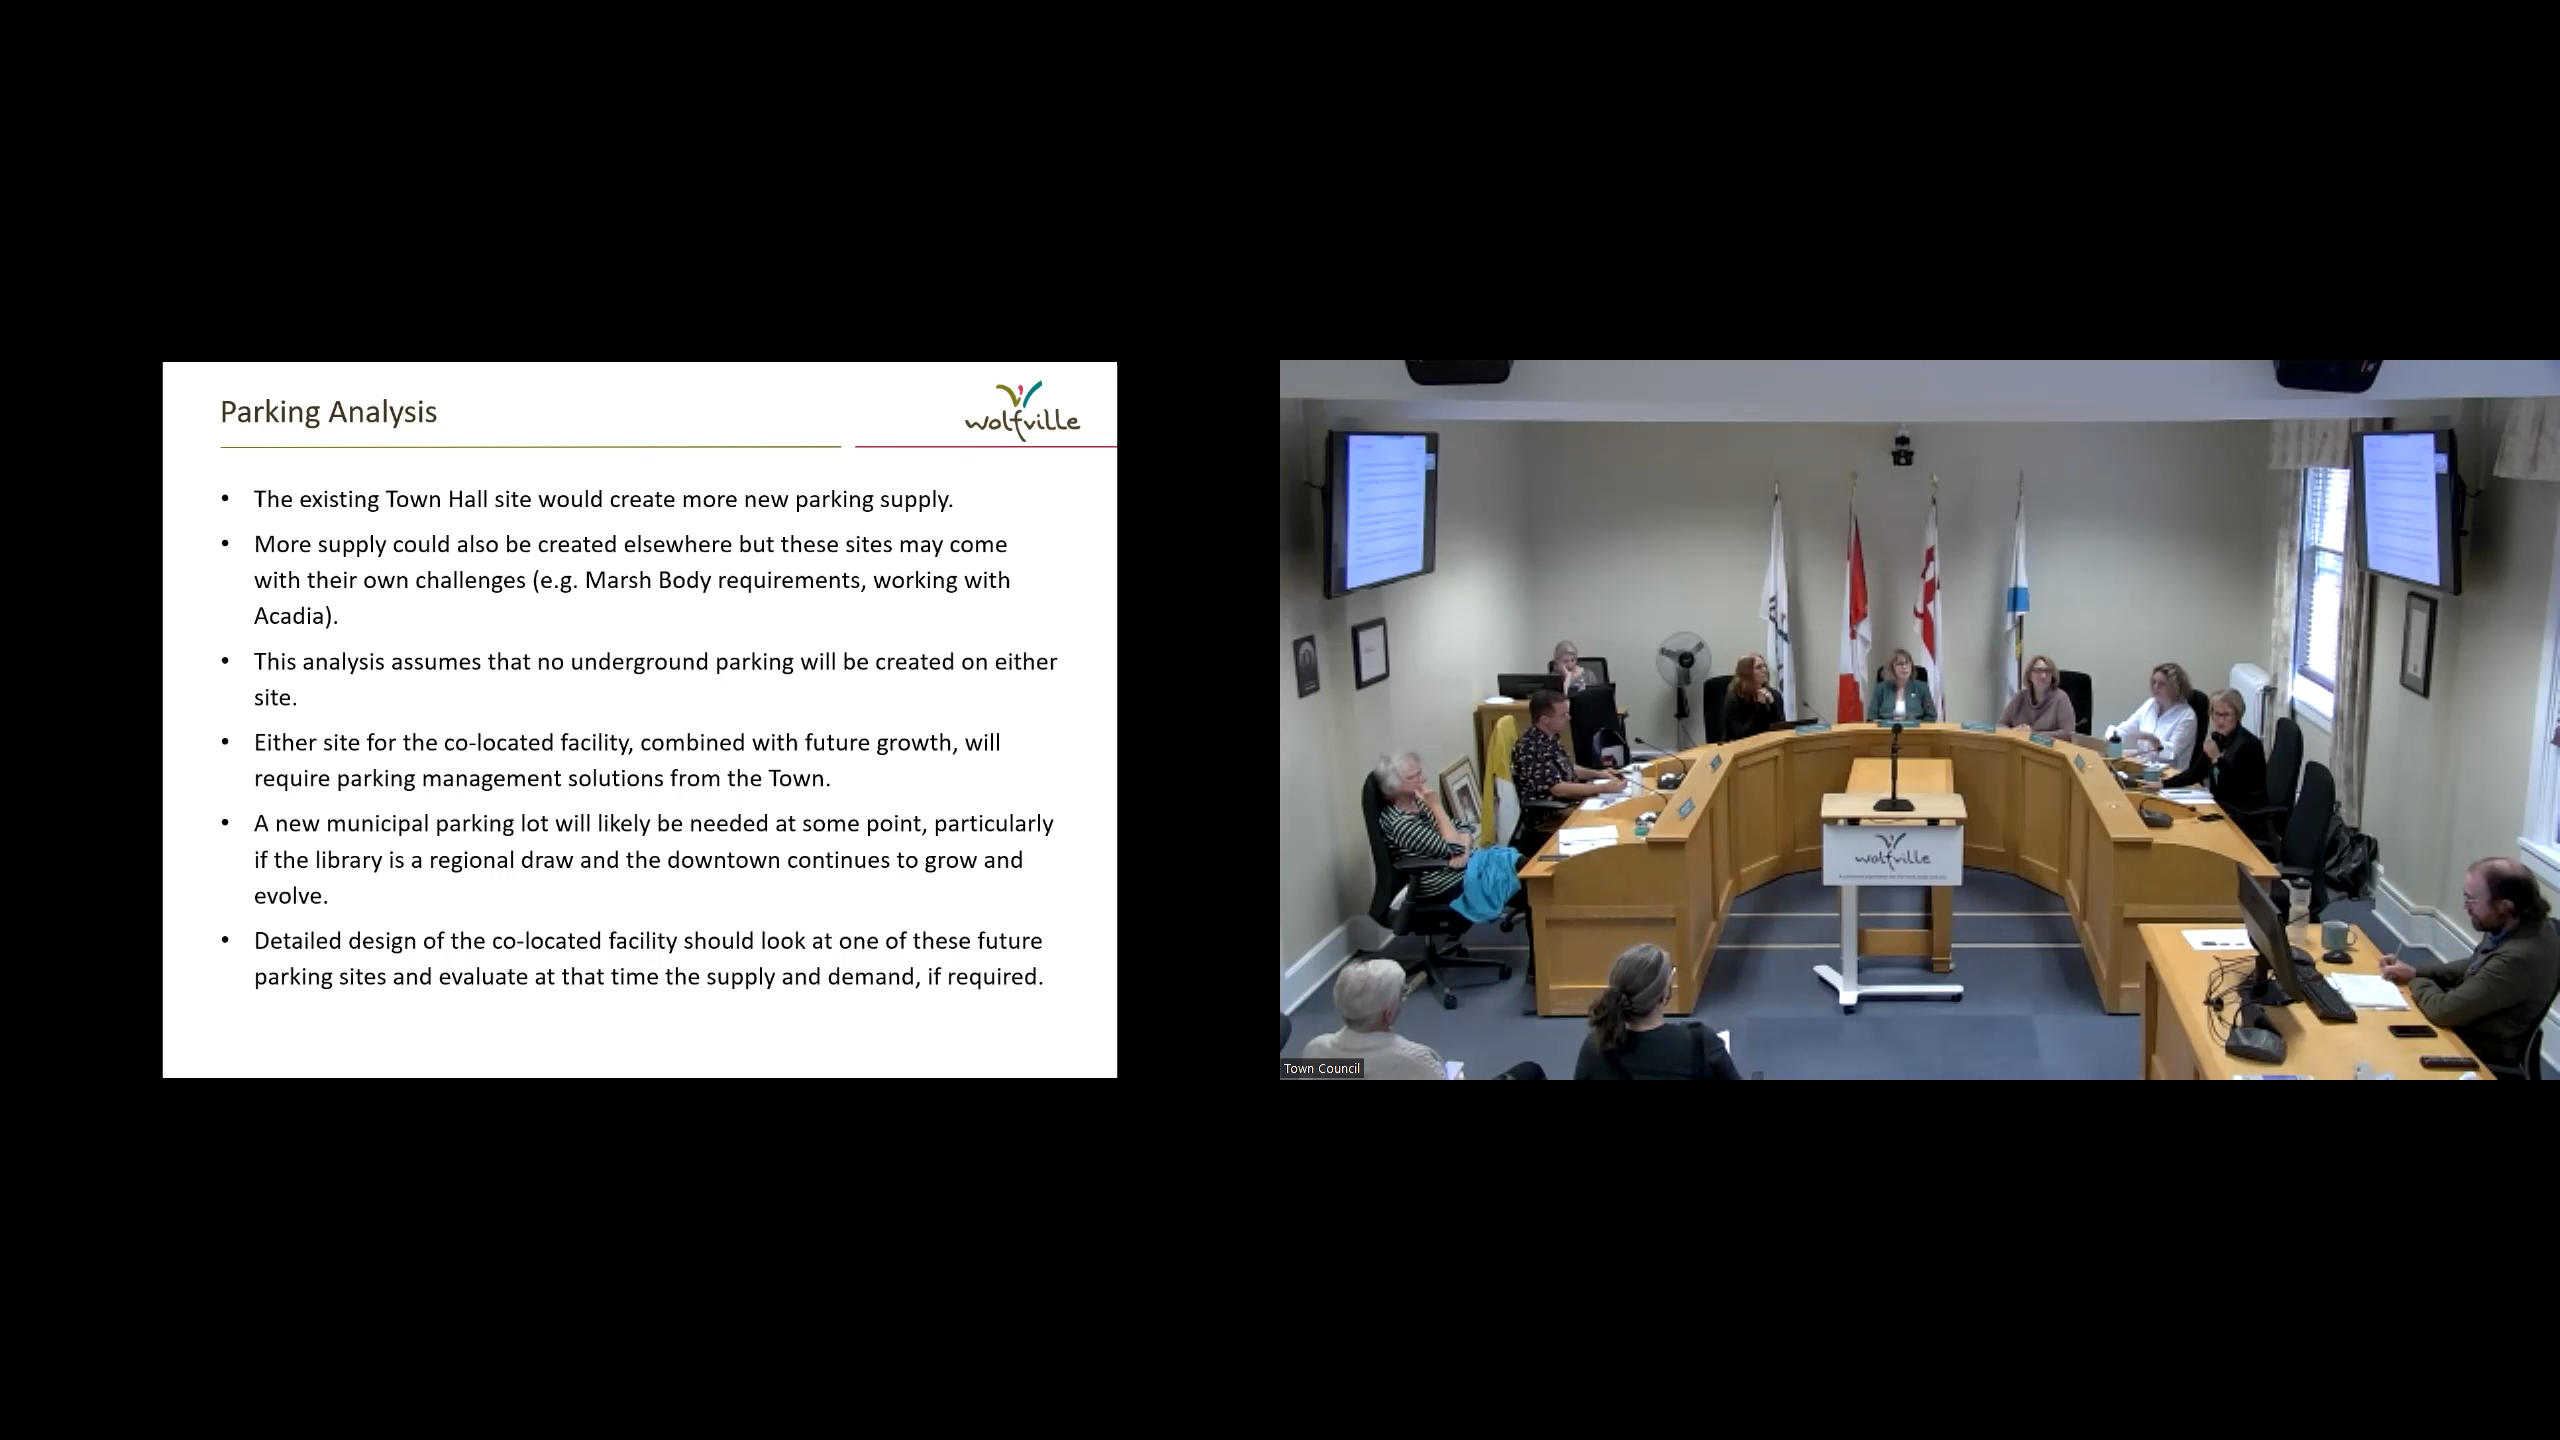 Parking Analysis
wolfville
• The existing Town Hall site would create more new parking supply.
• More supply could also be created elsewhere but these sites may come
with their own challenges (e.g. Marsh Body requirements, working with
Acadia).
• This analysis assumes that no underground parking will be created on either
site.
• Either site for the co-located facility, combined with future growth, will
require parking management solutions from the Town.
• A new municipal parking lot will likely be needed at some point, particularly
if the library is a regional draw and the downtown continues to grow and
evolve.
• Detailed design of the co-located facility should look at one of these future
parking sites and evaluate at that time the supply and demand, if required.
wolfville
Town Council